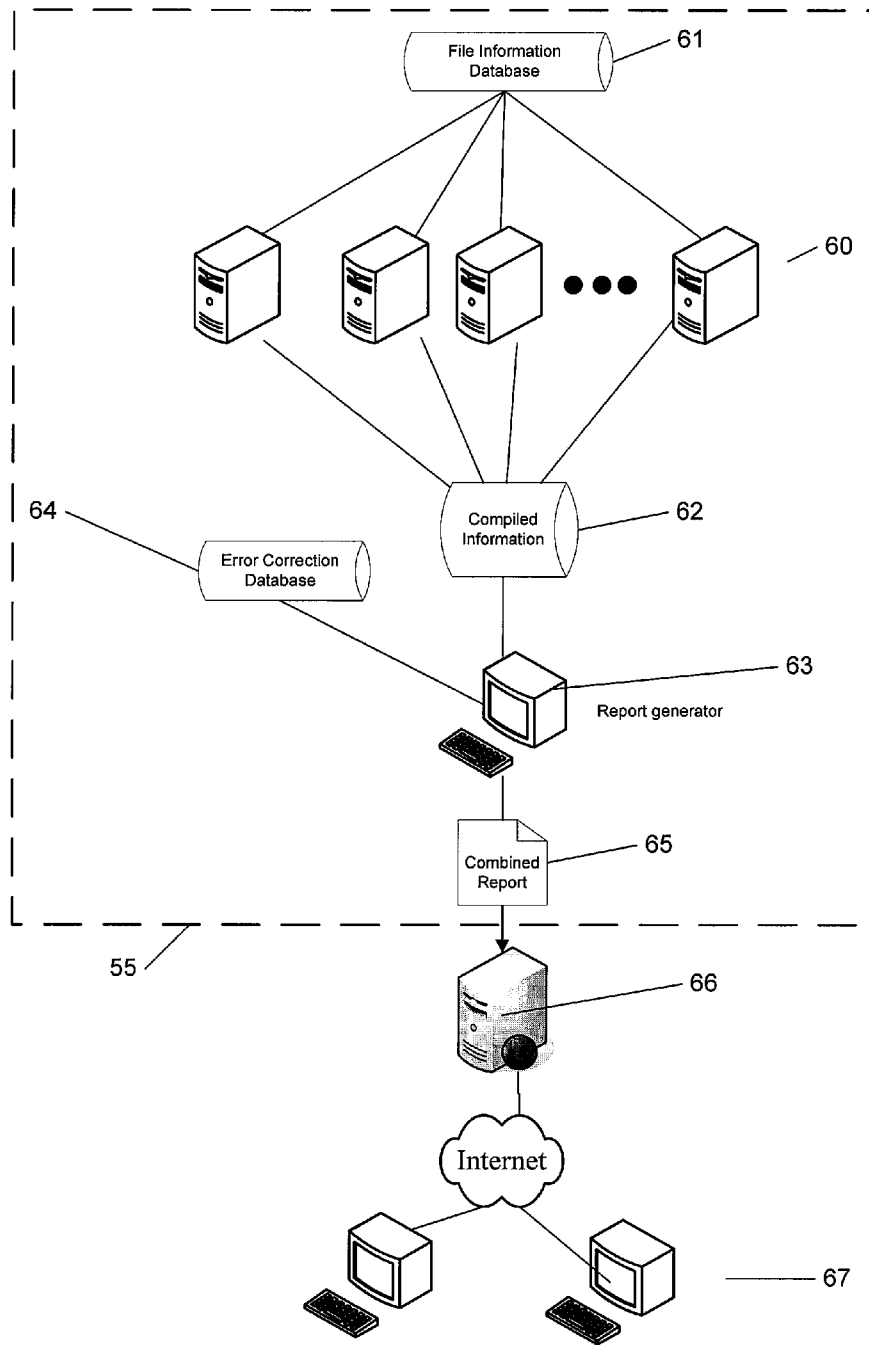 File Information
Database
61
60
64
Compiled
Information
62
Error Correction
Database
63
Report generator
65
Combined
Report
55
66
Internet
67